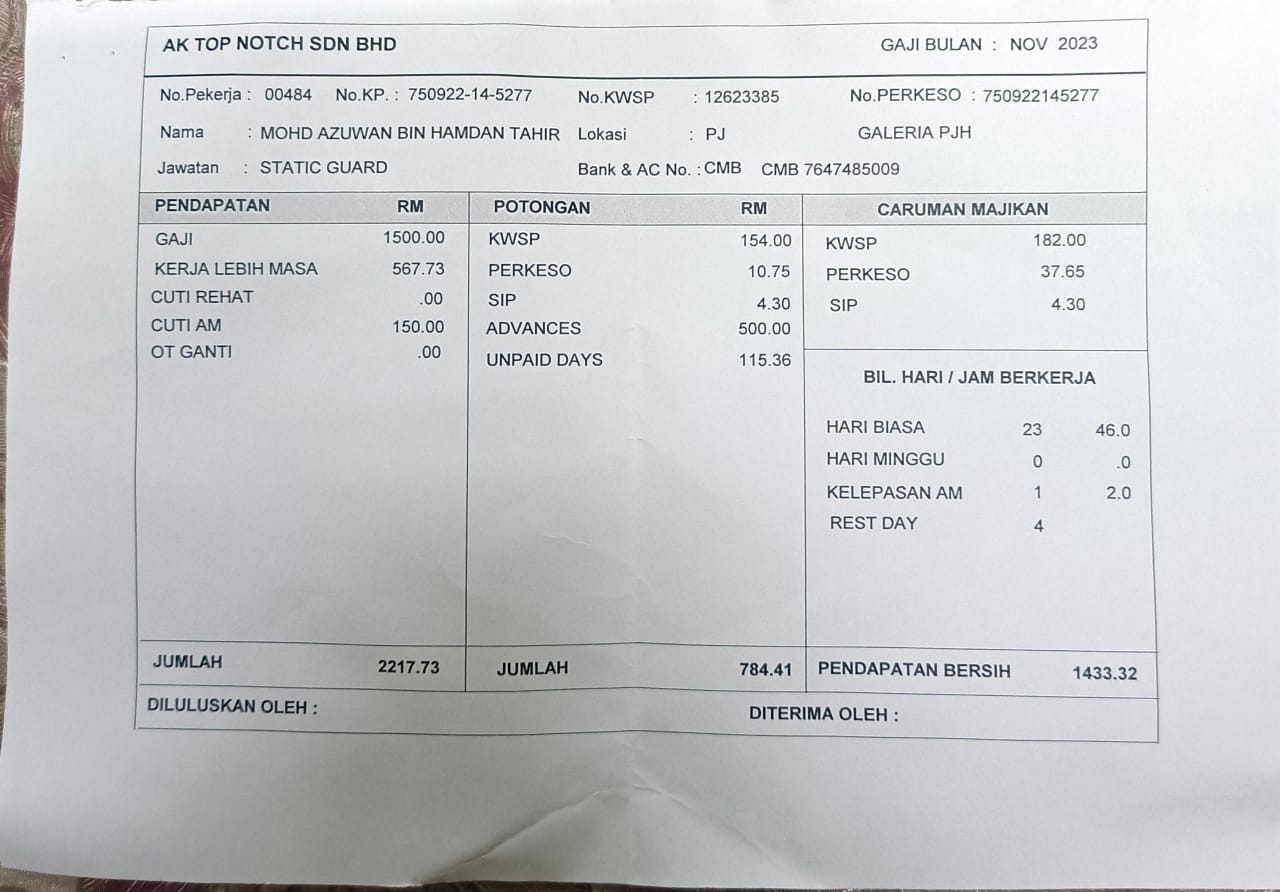 AK TOP NOTCH SDN BHD GAJI BULAN : NOV 2023
No.Pekerja : 00484 No.KP. : 750922-14-5277 No.KWSP : 12623385 No.PERKESO : 750922145277
Nama : MOHD AZUWAN BIN HAMDAN TAHIR Lokasi : PJ GALERIA PJH
Jawatan : STATIC GUARD Bank & AC No. : CMB CMB 7647485009
PENDAPATAN RM POTONGAN RM CARUMAN MAJIKAN
GAJI 1500.00 KWSP 154.00 KWSP 182.00
KERJA LEBIH MASA 567.73 PERKESO 10.75 PERKESO 37.65
CUTI REHAT .00 SIP 4.30 SIP 4.30
CUTI AM 150.00 ADVANCES 500.00
OT GANTI .00 UNPAID DAYS 115.36
BIL. HARI / JAM BERKERJA
HARI BIASA 23 46.0
HARI MINGGU 0 .0
KELEPASAN AM 1 2.0
REST DAY 4
JUMLAH 2217.73 JUMLAH 784.41 PENDAPATAN BERSIH 1433.32
DILULUSKAN OLEH : DITERIMA OLEH :